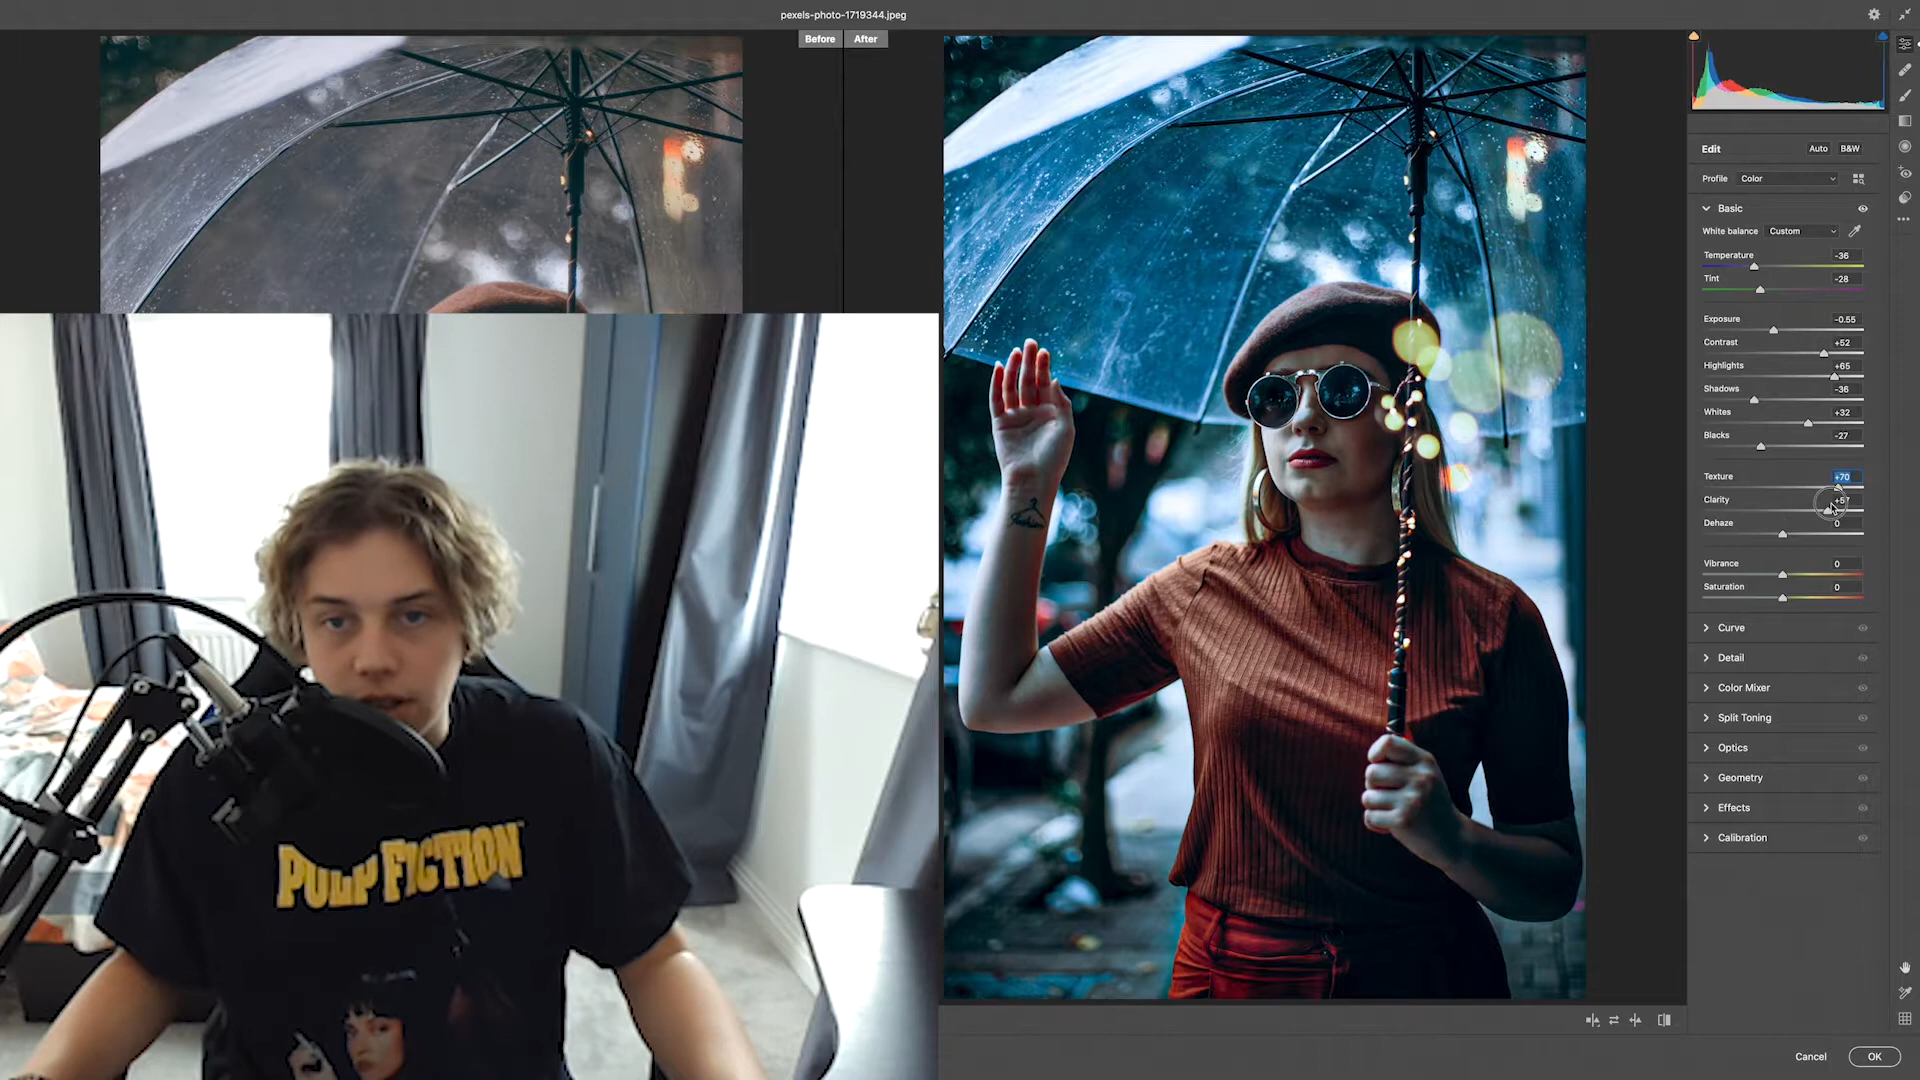 pexels-photo-1719344.jpeg
Before After
Edit Auto B&W
Profile Color
Basic
White balance Custom
Temperature -36
Tint -28
Exposure -0.55
Contrast +52
Highlights +65
Shadows -36
Whites +32
Blacks -27
Texture +70
Clarity +57
Dehaze 0
Vibrance 0
Saturation 0
Curve
Detail
Color Mixer
Split Toning
Optics
Geometry
Effects
Calibration
PULP FICTION
Cancel OK